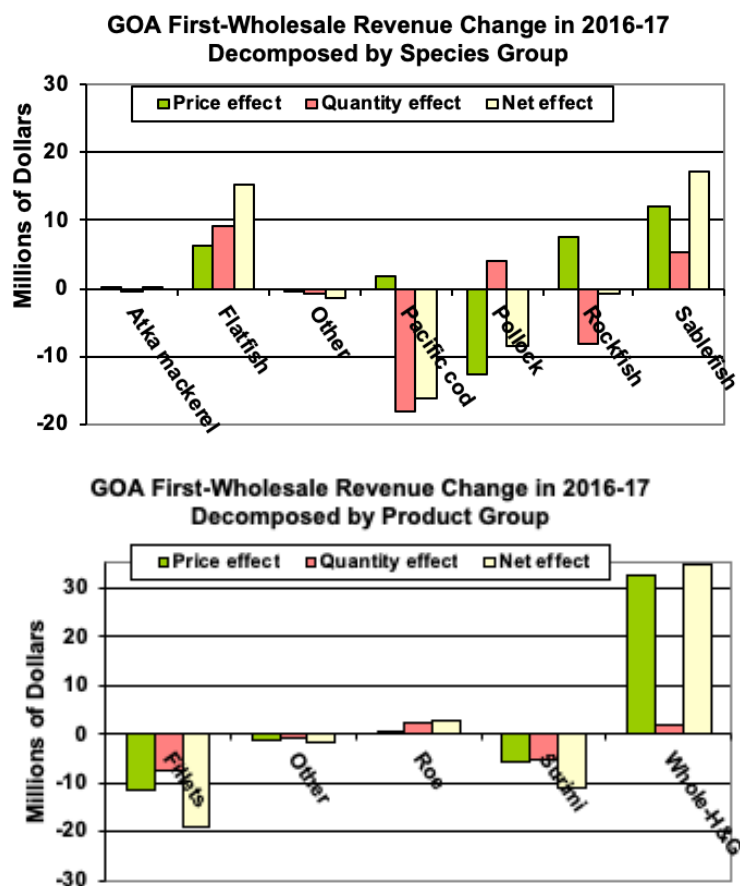 GOA First-Wholesale Revenue Change in 2016-17
Decomposed by Species Group
Millions of Dollars
30
20
10
0
-10
-20
Price effect Quantity effect Net effect
Atka mackerel
Flatfish
Other
Pacific cod
Pollock
Rockfish
Sablefish
GOA First-Wholesale Revenue Change in 2016-17
Decomposed by Product Group
Millions of Dollars
30
20
10
0
-10
-20
-30
Price effect Quantity effect Net effect
Fillets
Other
Roe
Surimi
Whole-H&G